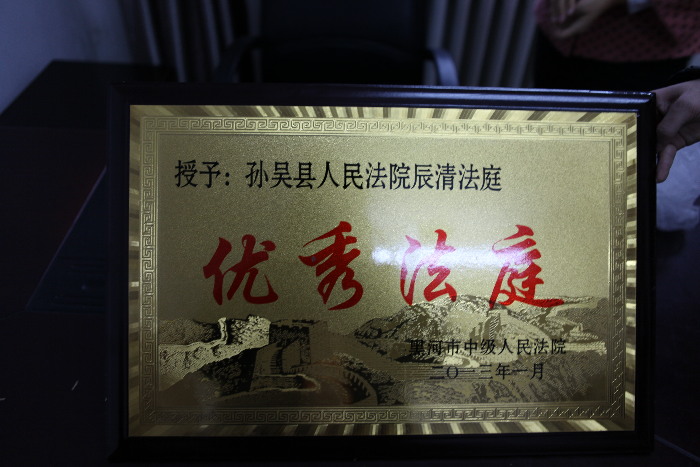 授予：孙吴县人民法院辰清法庭
优秀法庭
黑河市中级人民法院
二〇一三年一月